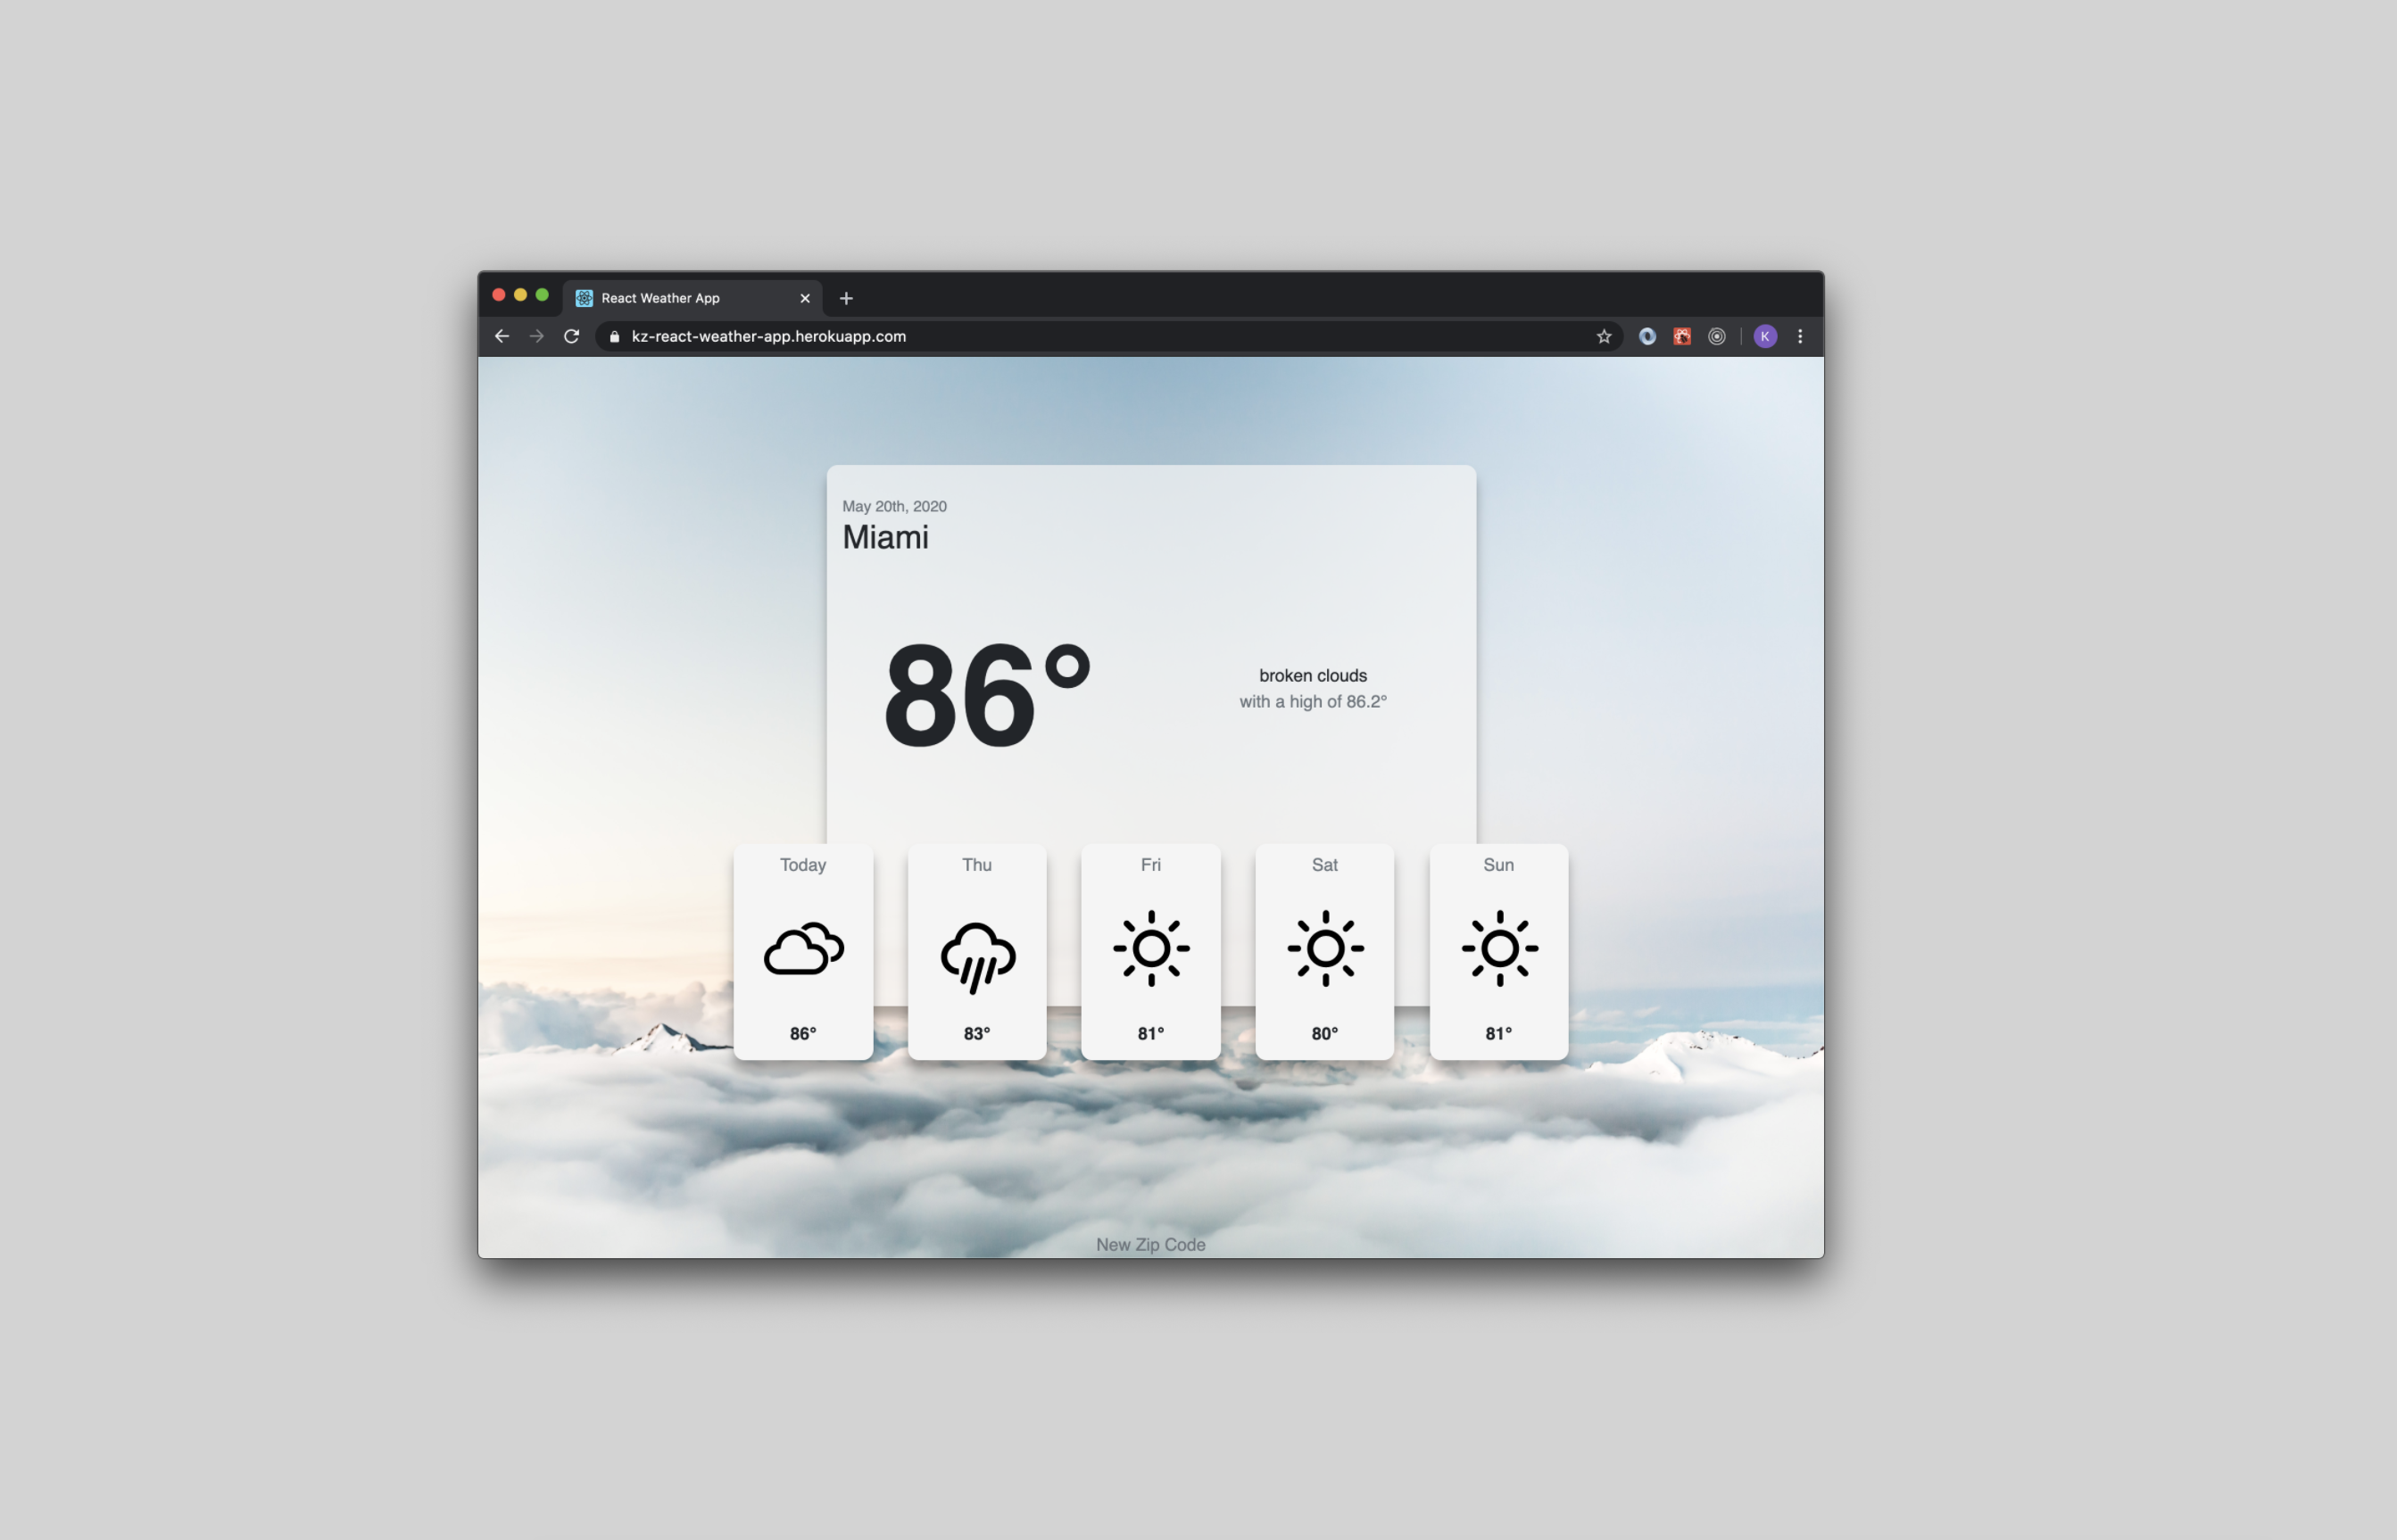 React Weather App
kz-react-weather-app.herokuapp.com
K
May 20th, 2020
Miami
86°
broken clouds
with a high of 86.2°
Today
86°
Thu
83°
Fri
81°
Sat
80°
Sun
81°
New Zip Code